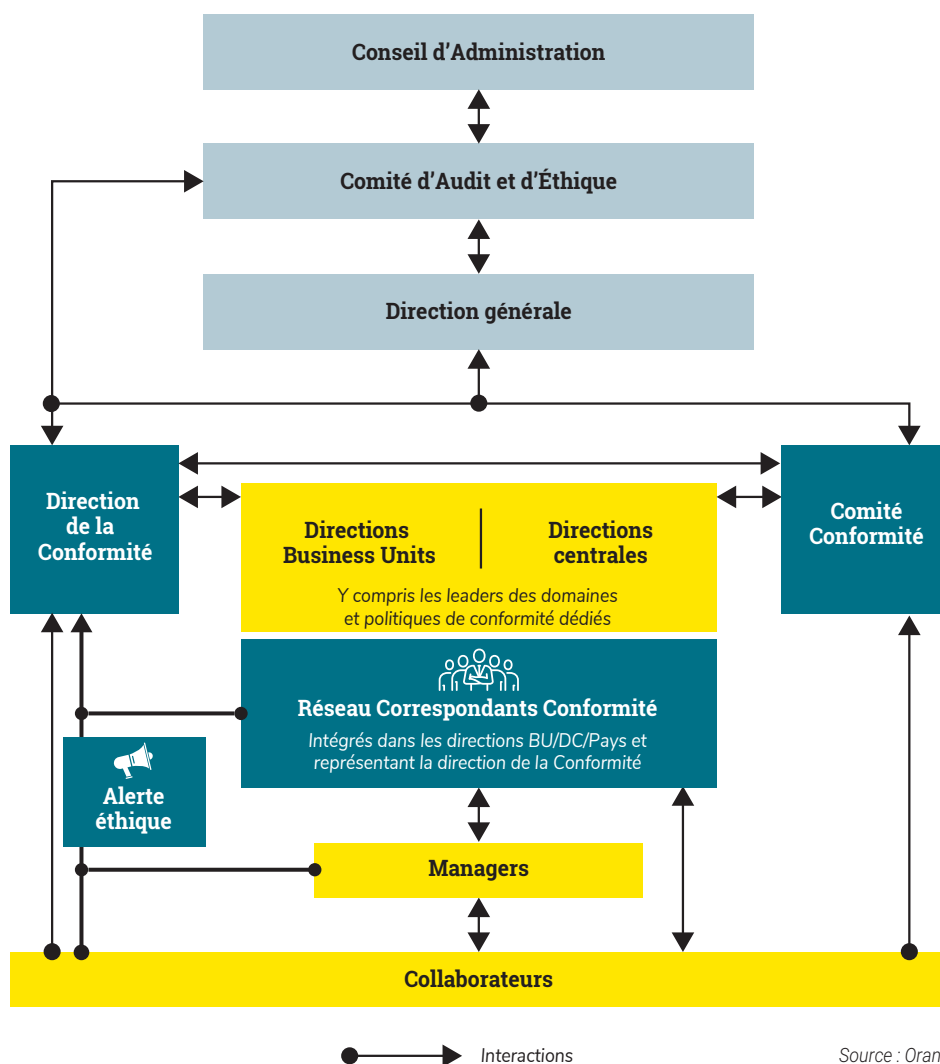 Conseil d’Administration
Comité d’Audit et d’Éthique
Direction générale
Direction
de la
Conformité
Directions
Business Units
Directions
centrales
Y compris les leaders des domaines
et politiques de conformité dédiés
Comité
Conformité
Réseau Correspondants Conformité
Intégrés dans les directions BU/DC/Pays et
représentant la direction de la Conformité
Alerte
éthique
Managers
Collaborateurs
Interactions
Source : Oran